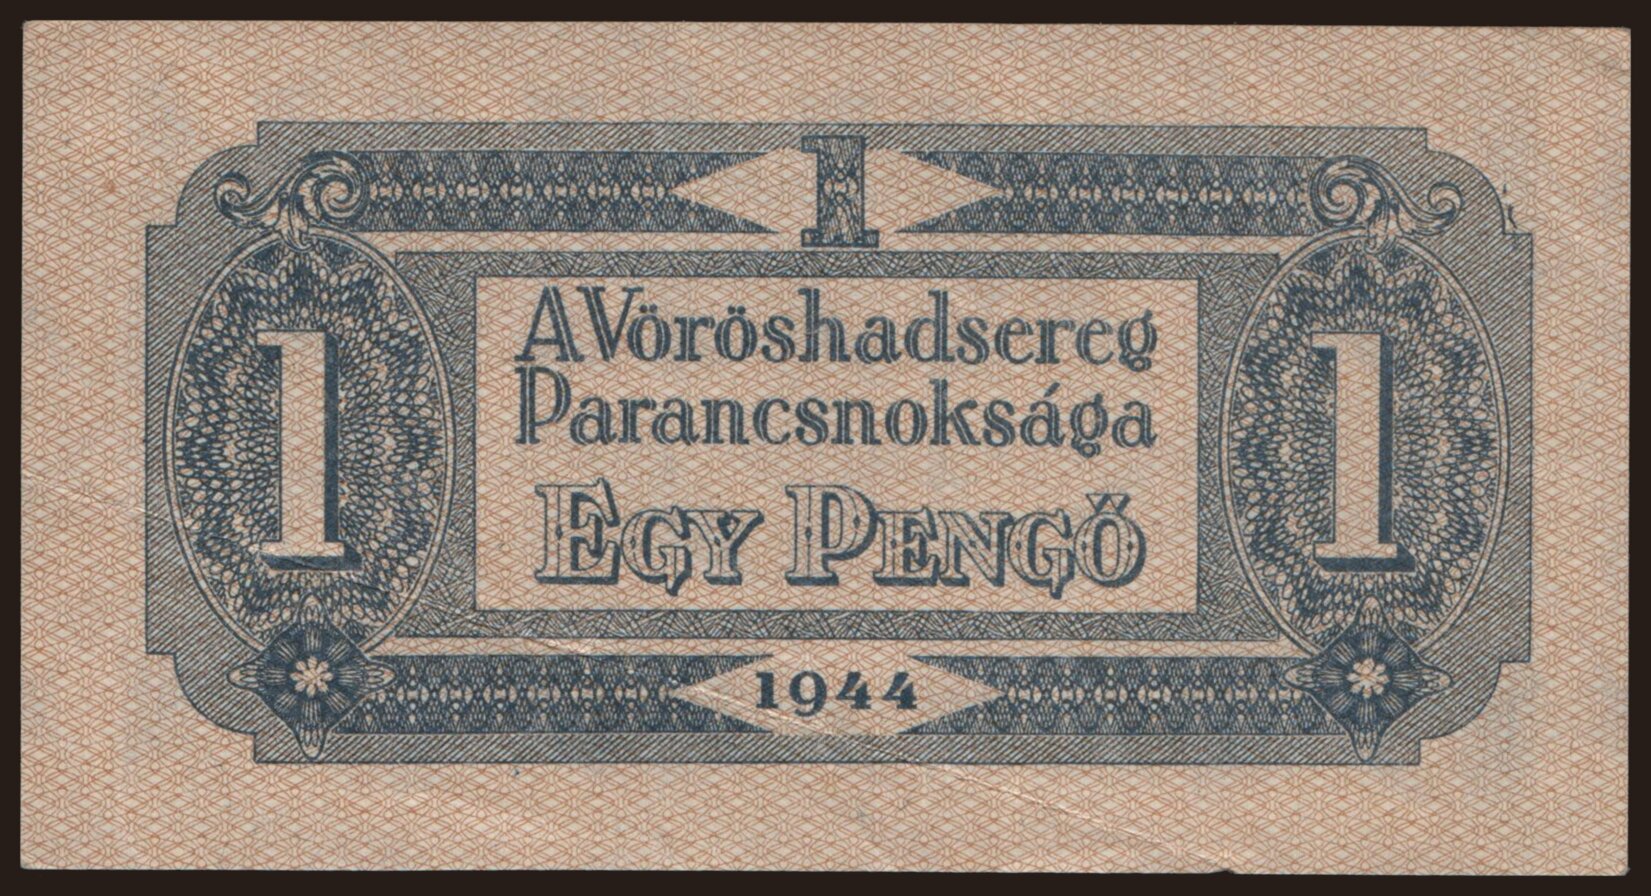 1
A Vöröshadsereg
Parancsnoksága
1 1
EGY PENGŐ
1944